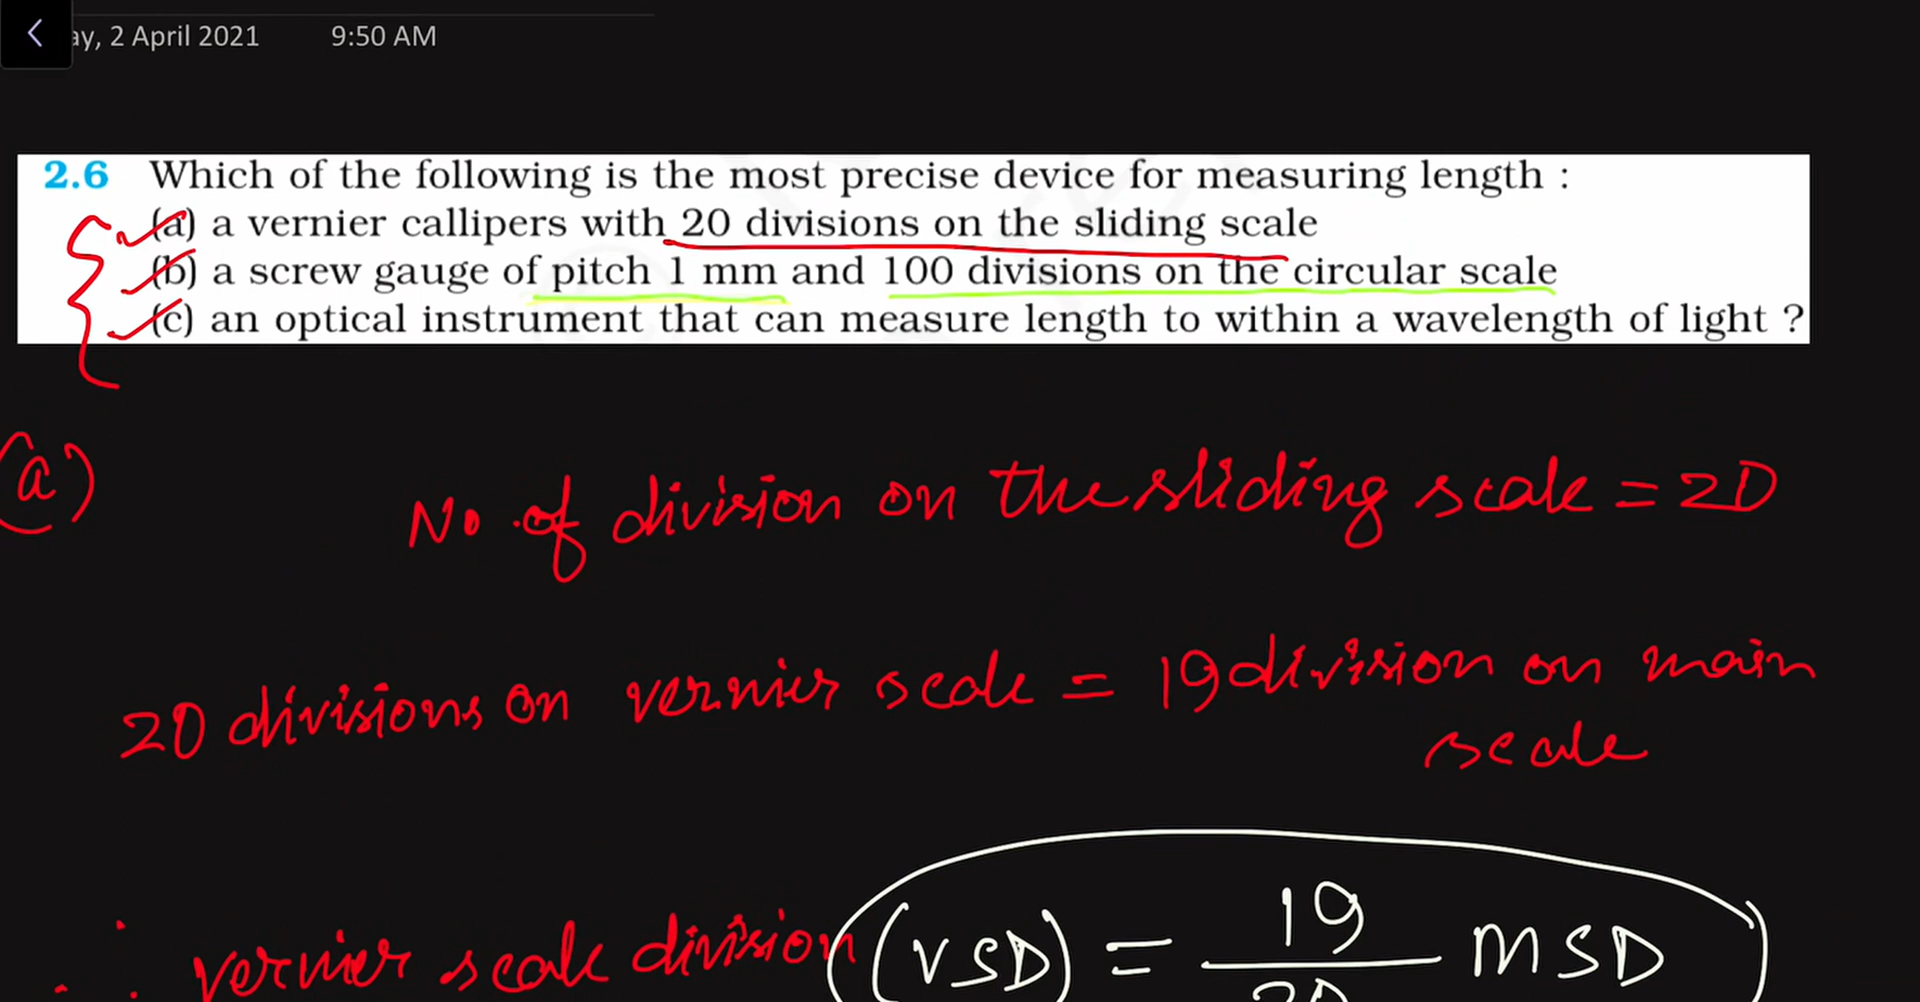 ay, 2 April 2021 9:50 AM
2.6 Which of the following is the most precise device for measuring length :
(a) a vernier callipers with 20 divisions on the sliding scale
(b) a screw gauge of pitch 1 mm and 100 divisions on the circular scale
(c) an optical instrument that can measure length to within a wavelength of light ?
(a)
No. of division on the sliding scale = 20
20 divisions on vernier scale = 19 division on main
scale
∴ vernier scale division (VSD) = 19/20 MSD